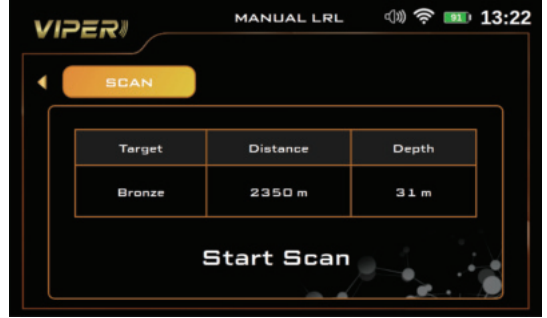 VIPER
MANUAL LRL
91
13:22
SCAN
Target Distance Depth
Bronze 2350 m 31 m
Start Scan